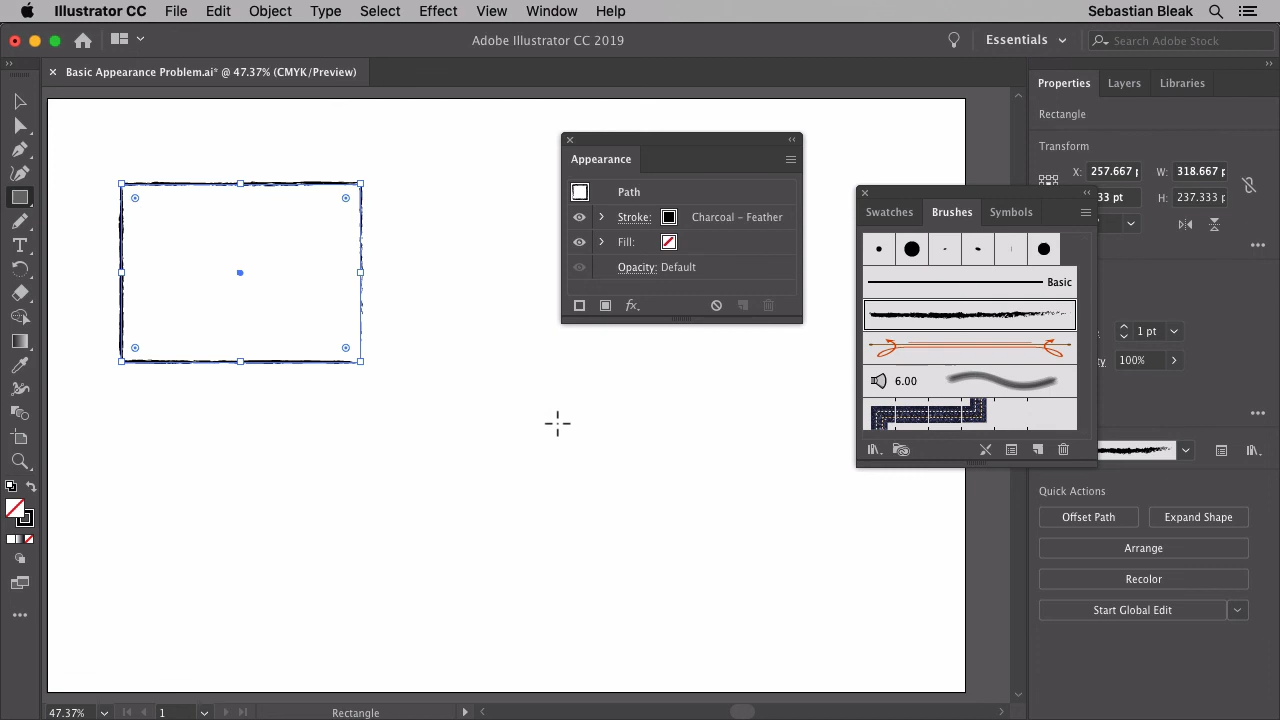 Illustrator CC File Edit Object Type Select Effect View Window Help Sebastian Bleak
Adobe Illustrator CC 2019 Essentials Search Adobe Stock
Basic Appearance Problem.ai* @ 47.37% (CMYK/Preview)
Properties Layers Libraries
Rectangle
Transform
X: 257.667 p W: 318.667 p
33 pt H: 237.333 pt
Appearance
Path
Stroke: Charcoal – Feather
Fill:
Opacity: Default
fx
Swatches Brushes Symbols
Basic
6.00
1 pt
100%
Quick Actions
Offset Path Expand Shape
Arrange
Recolor
Start Global Edit
T
47.37% 1 Rectangle